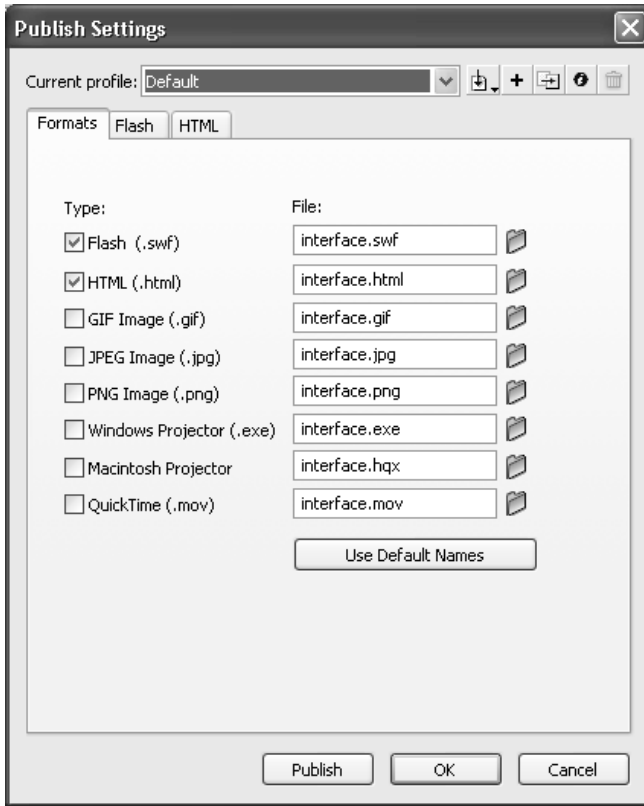 Publish Settings
Current profile: Default
Formats Flash HTML
Type: File:
Flash (.swf) interface.swf
HTML (.html) interface.html
GIF Image (.gif) interface.gif
JPEG Image (.jpg) interface.jpg
PNG Image (.png) interface.png
Windows Projector (.exe) interface.exe
Macintosh Projector interface.hqx
QuickTime (.mov) interface.mov
Use Default Names
Publish OK Cancel